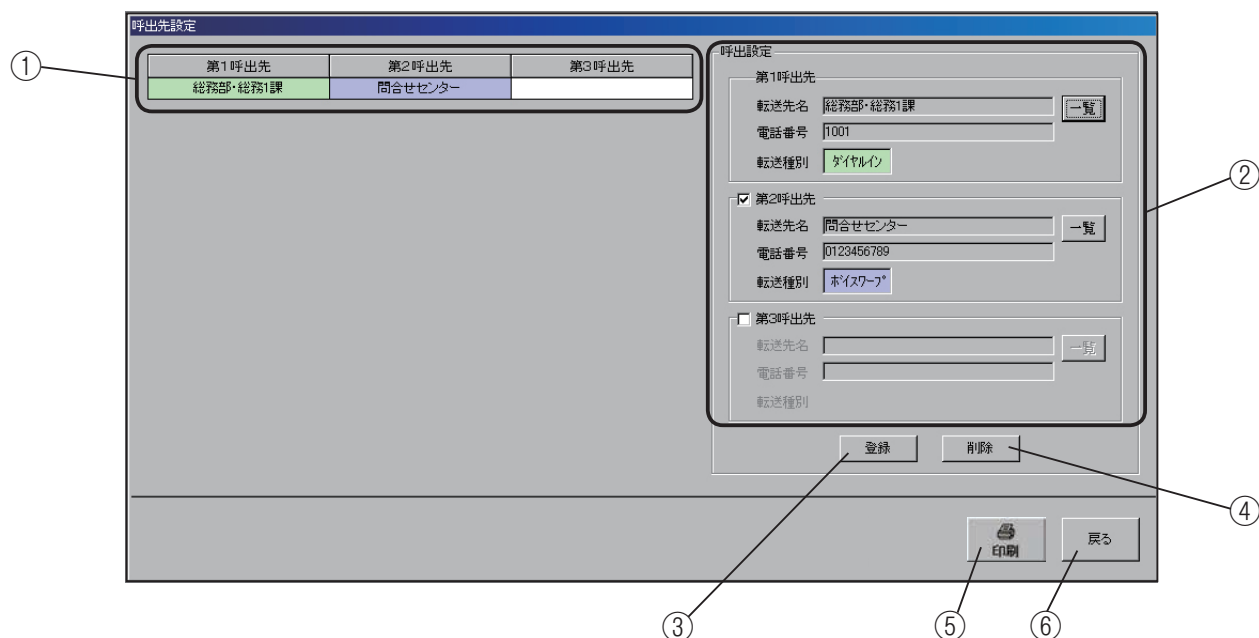 呼出先設定
①
第1呼出先 第2呼出先 第3呼出先
総務部・総務1課 問合せセンター
呼出設定
第1呼出先
転送先名 総務部・総務1課 一覧
電話番号 1001
転送種別 ﾀﾞｲﾔﾙｲﾝ
②
第2呼出先
転送先名 問合せセンター 一覧
電話番号 0123456789
転送種別 ﾎﾞｲｽﾜｰﾌﾟ
第3呼出先
転送先名 一覧
電話番号
転送種別
登録 削除
④
印刷 戻る
③ ⑤ ⑥